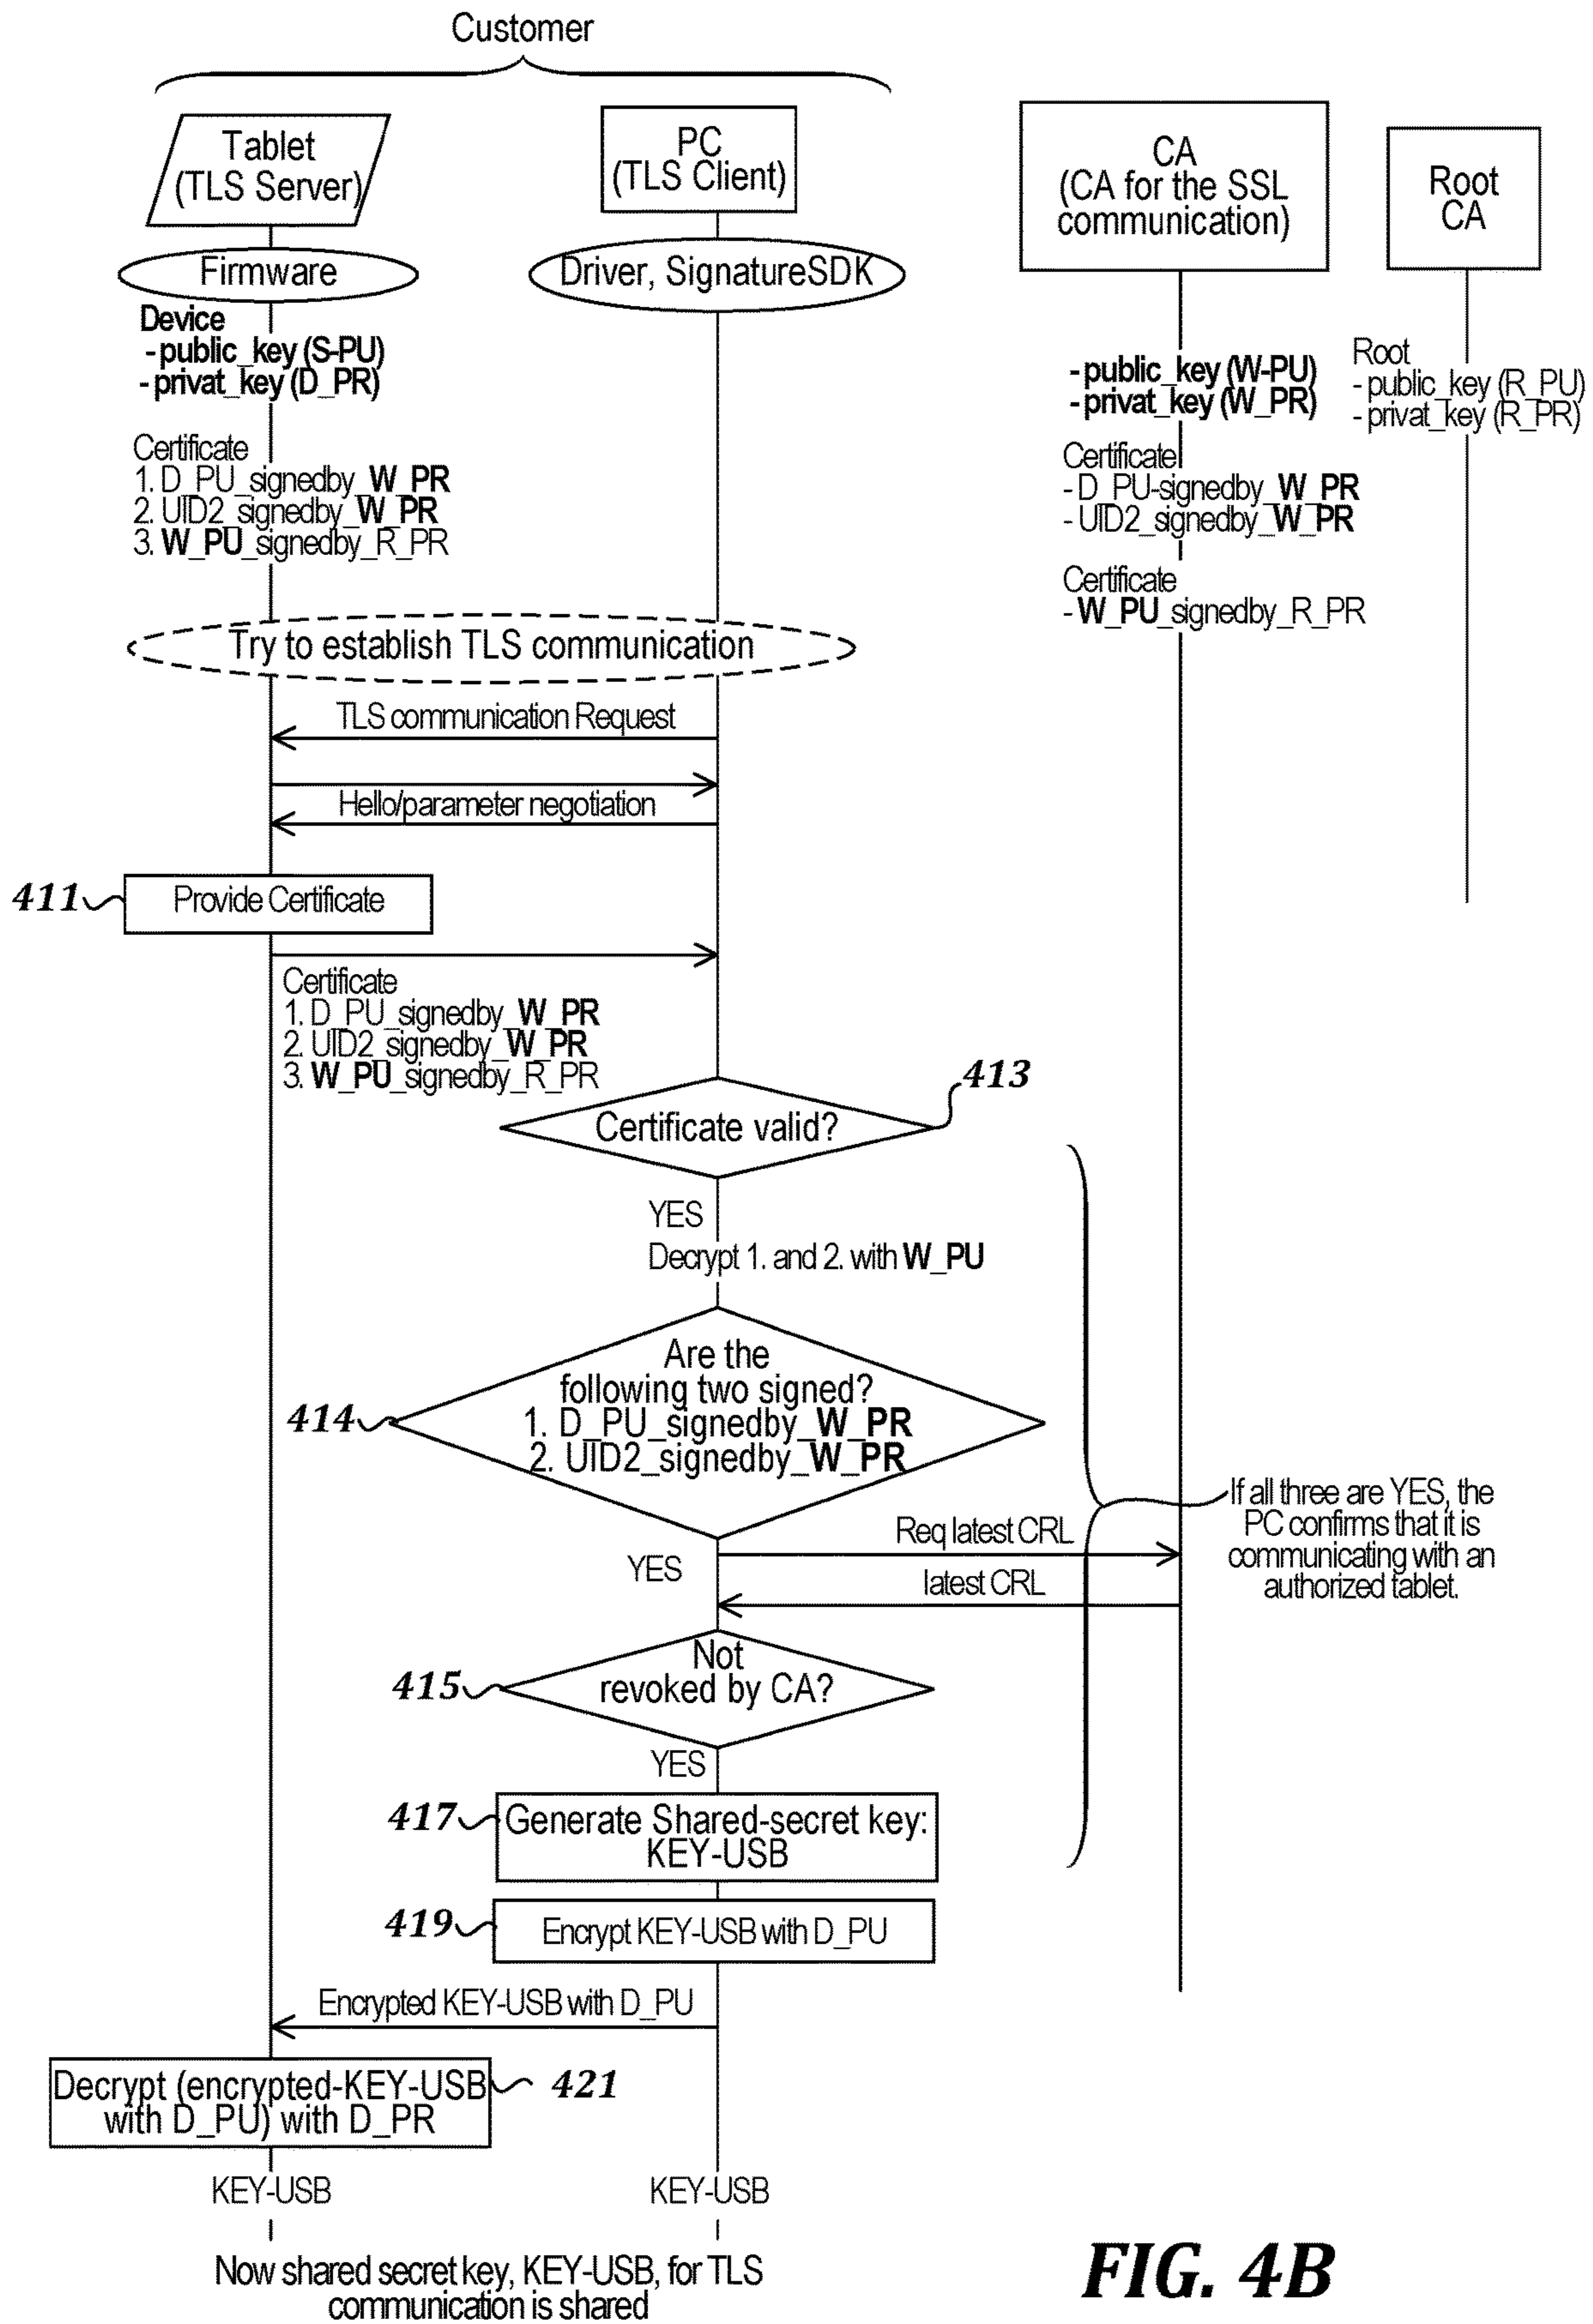 Customer
Tablet
(TLS Server)
PC
(TLS Client)
CA
(CA for the SSL
communication)
Root
CA
Firmware
Driver, SignatureSDK
Device
- public_key (S-PU)
- privat_key (D_PR)
- public_key (W-PU)
- privat_key (W_PR)
Root
- public_key (R_PU)
- privat_key (R_PR)
Certificate
1. D_PU_signedby_W_PR
2. UID2_signedby_W_PR
3. W_PU_signedby_R_PR
Certificate
- D_PU-signedby_W_PR
- UID2_signedby_W_PR
Certificate
- W_PU_signedby_R_PR
Try to establish TLS communication
TLS communication Request
Hello/parameter negotiation
411
Provide Certificate
Certificate
1. D_PU_signedby_W_PR
2. UID2_signedby_W_PR
3. W_PU_signedby_R_PR
413
Certificate valid?
YES
Decrypt 1. and 2. with W_PU
414
Are the
following two signed?
1. D_PU_signedby_W_PR
2. UID2_signedby_W_PR
If all three are YES, the
PC confirms that it is
communicating with an
authorized tablet.
Req latest CRL
YES
latest CRL
415
Not
revoked by CA?
YES
417
Generate Shared-secret key:
KEY-USB
419
Encrypt KEY-USB with D_PU
Encrypted KEY-USB with D_PU
Decrypt (encrypted-KEY-USB
with D_PU) with D_PR
421
KEY-USB
KEY-USB
Now shared secret key, KEY-USB, for TLS
communication is shared
FIG. 4B